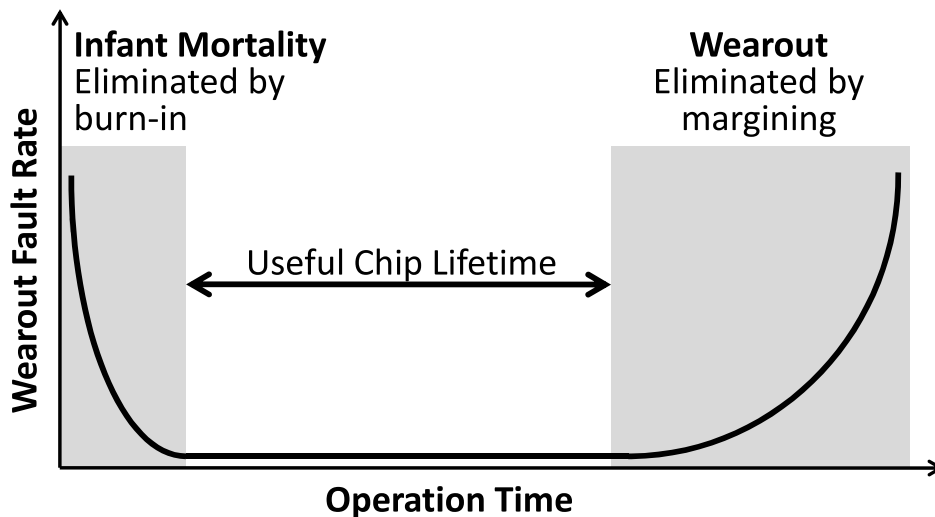 Infant Mortality
Eliminated by
burn-in
Wearout
Eliminated by
margining
Wearout Fault Rate
Useful Chip Lifetime
Operation Time